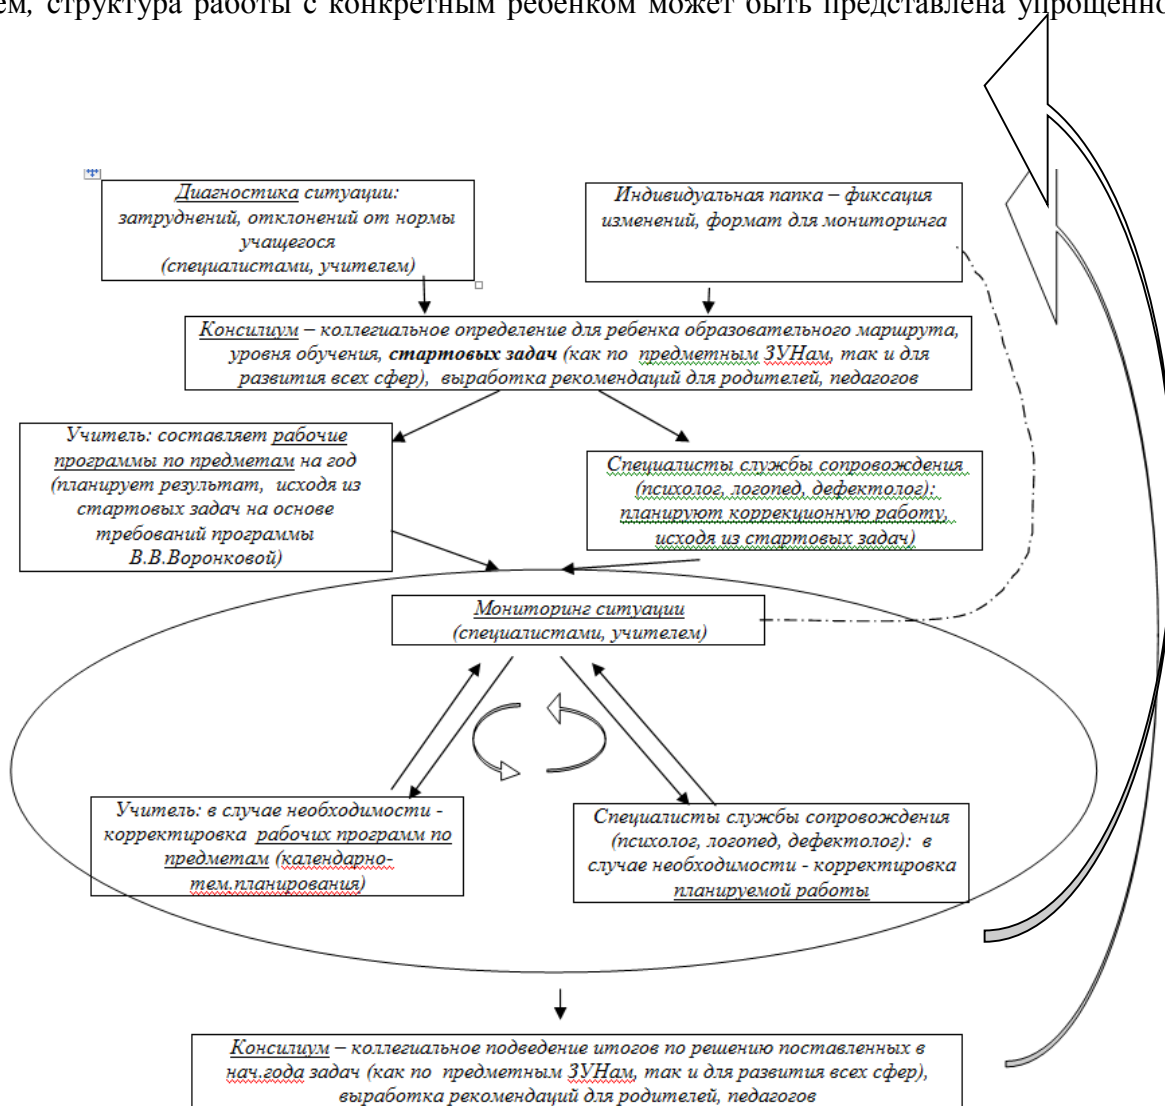 ем, структура работы с конкретным ребенком может быть представлена упрощенно
Диагностика ситуации:
затруднений, отклонений от нормы
учащегося
(специалистами, учителем)
Индивидуальная папка – фиксация
изменений, формат для мониторинга
Консилиум – коллегиальное определение для ребенка образовательного маршрута,
уровня обучения, стартовых задач (как по предметным ЗУНам, так и для
развития всех сфер), выработка рекомендаций для родителей, педагогов
Учитель: составляет рабочие
программы по предметам на год
(планирует результат, исходя из
стартовых задач на основе
требований программы
В.В.Воронковой)
Специалисты службы сопровождения
(психолог, логопед, дефектолог):
планируют коррекционную работу,
исходя из стартовых задач)
Мониторинг ситуации
(специалистами, учителем)
Учитель: в случае необходимости -
корректировка рабочих программ по
предметам (календарно-
тем.планирования)
Специалисты службы сопровождения
(психолог, логопед, дефектолог): в
случае необходимости - корректировка
планируемой работы
Консилиум – коллегиальное подведение итогов по решению поставленных в
нач.года задач (как по предметным ЗУНам, так и для развития всех сфер),
выработка рекомендаций для родителей, педагогов